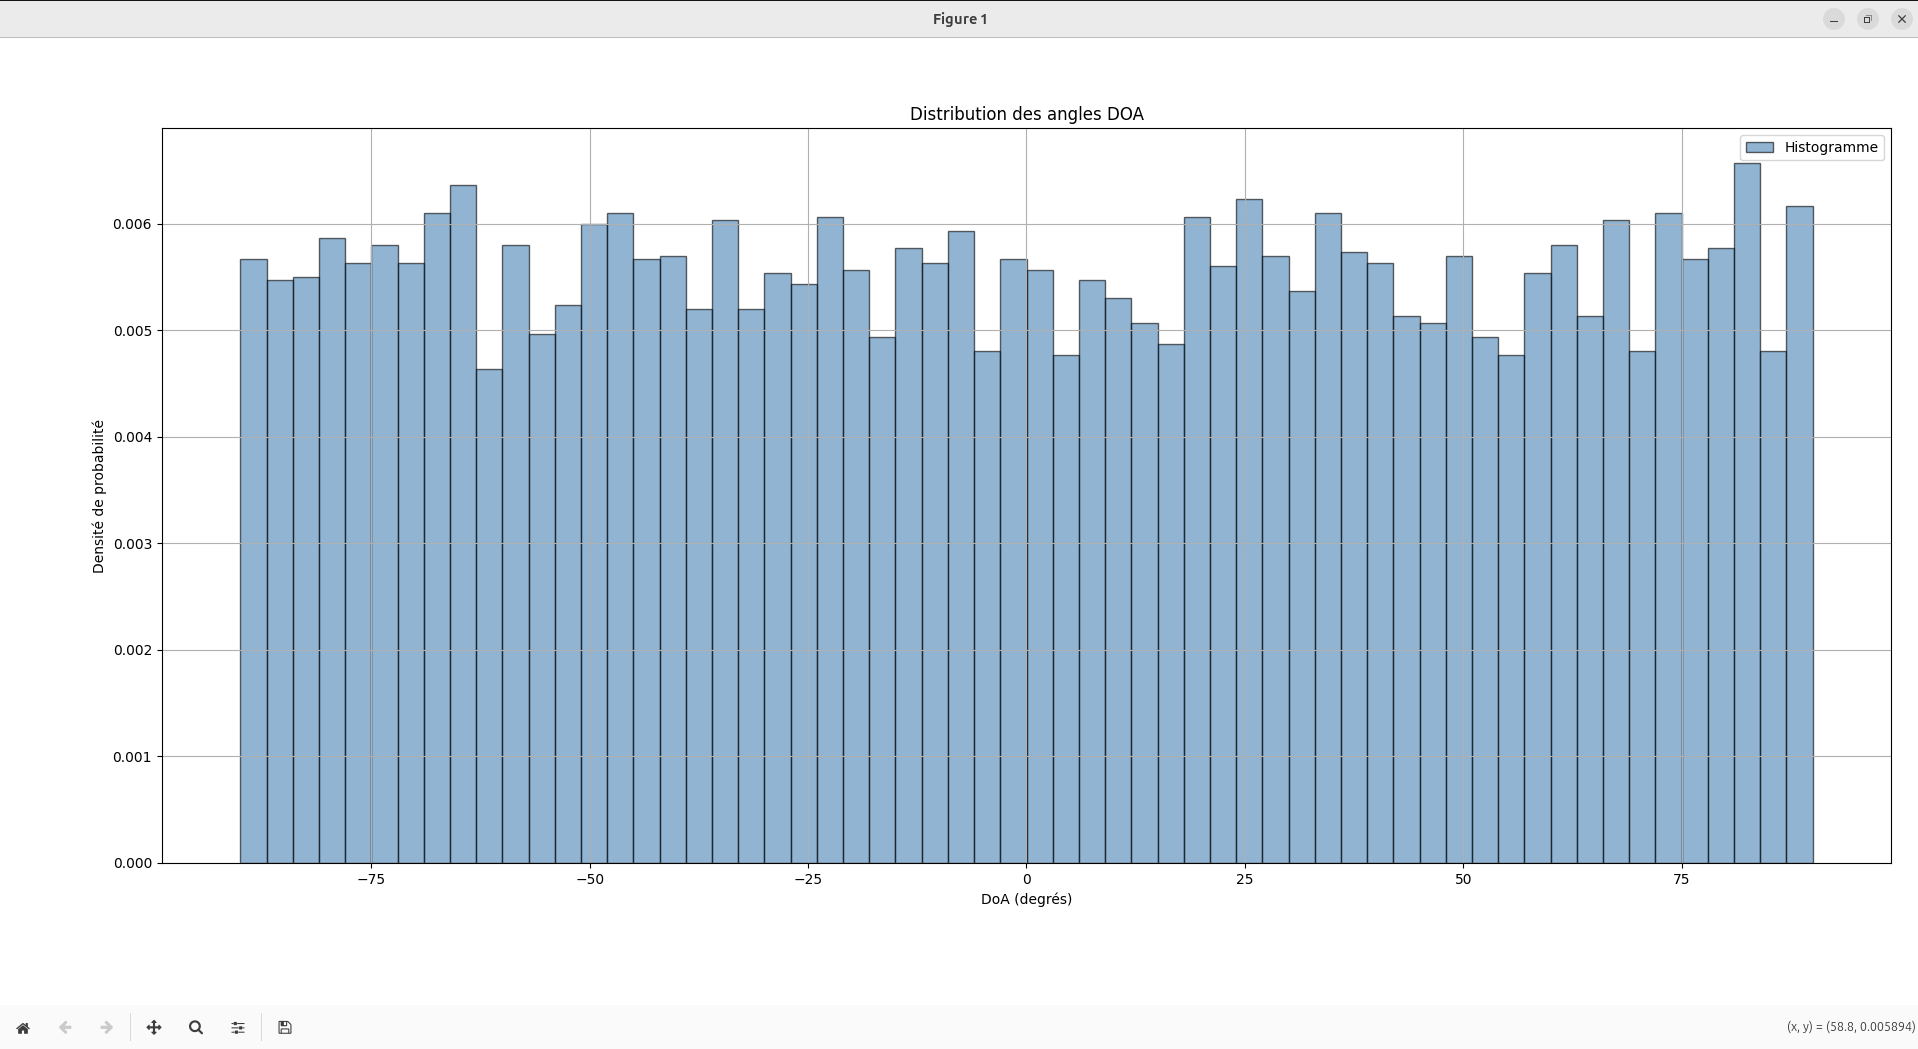 Figure 1
Distribution des angles DOA
Histogramme
0.006
0.005
0.004
0.003
0.002
0.001
0.000
Densité de probabilité
−75 −50 −25 0 25 50 75
DoA (degrés)
(x, y) = (58.8, 0.005894)